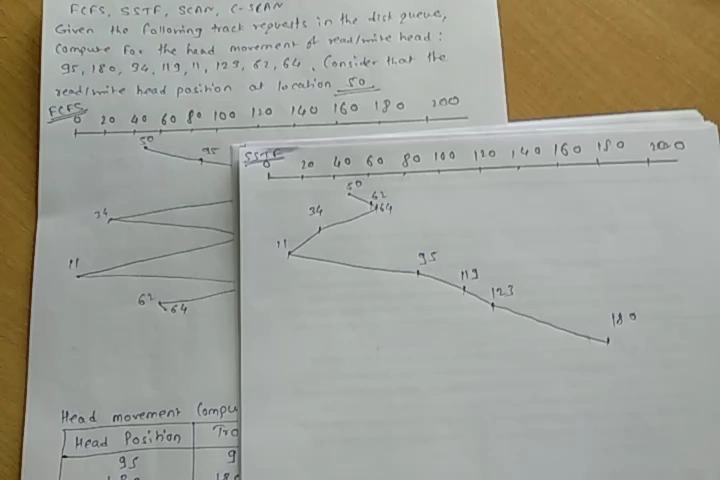 FCFS, SSTF, SCAN, C-SCAN
Given the following track requests in the disk queue,
Compute for the head movement of read/write head:
95, 180, 34, 119, 11, 123, 62, 64. Consider that the
read/write head position at location 50
FCFS
0 20 40 60 80 100 120 140 160 180 200
50
95
34
11
62
64
Head movement Compu
Head Position Tra
95 9
180 180
SSTF
0 20 40 60 80 100 120 140 160 180 200
50
62
64
34
11
95
119
123
180